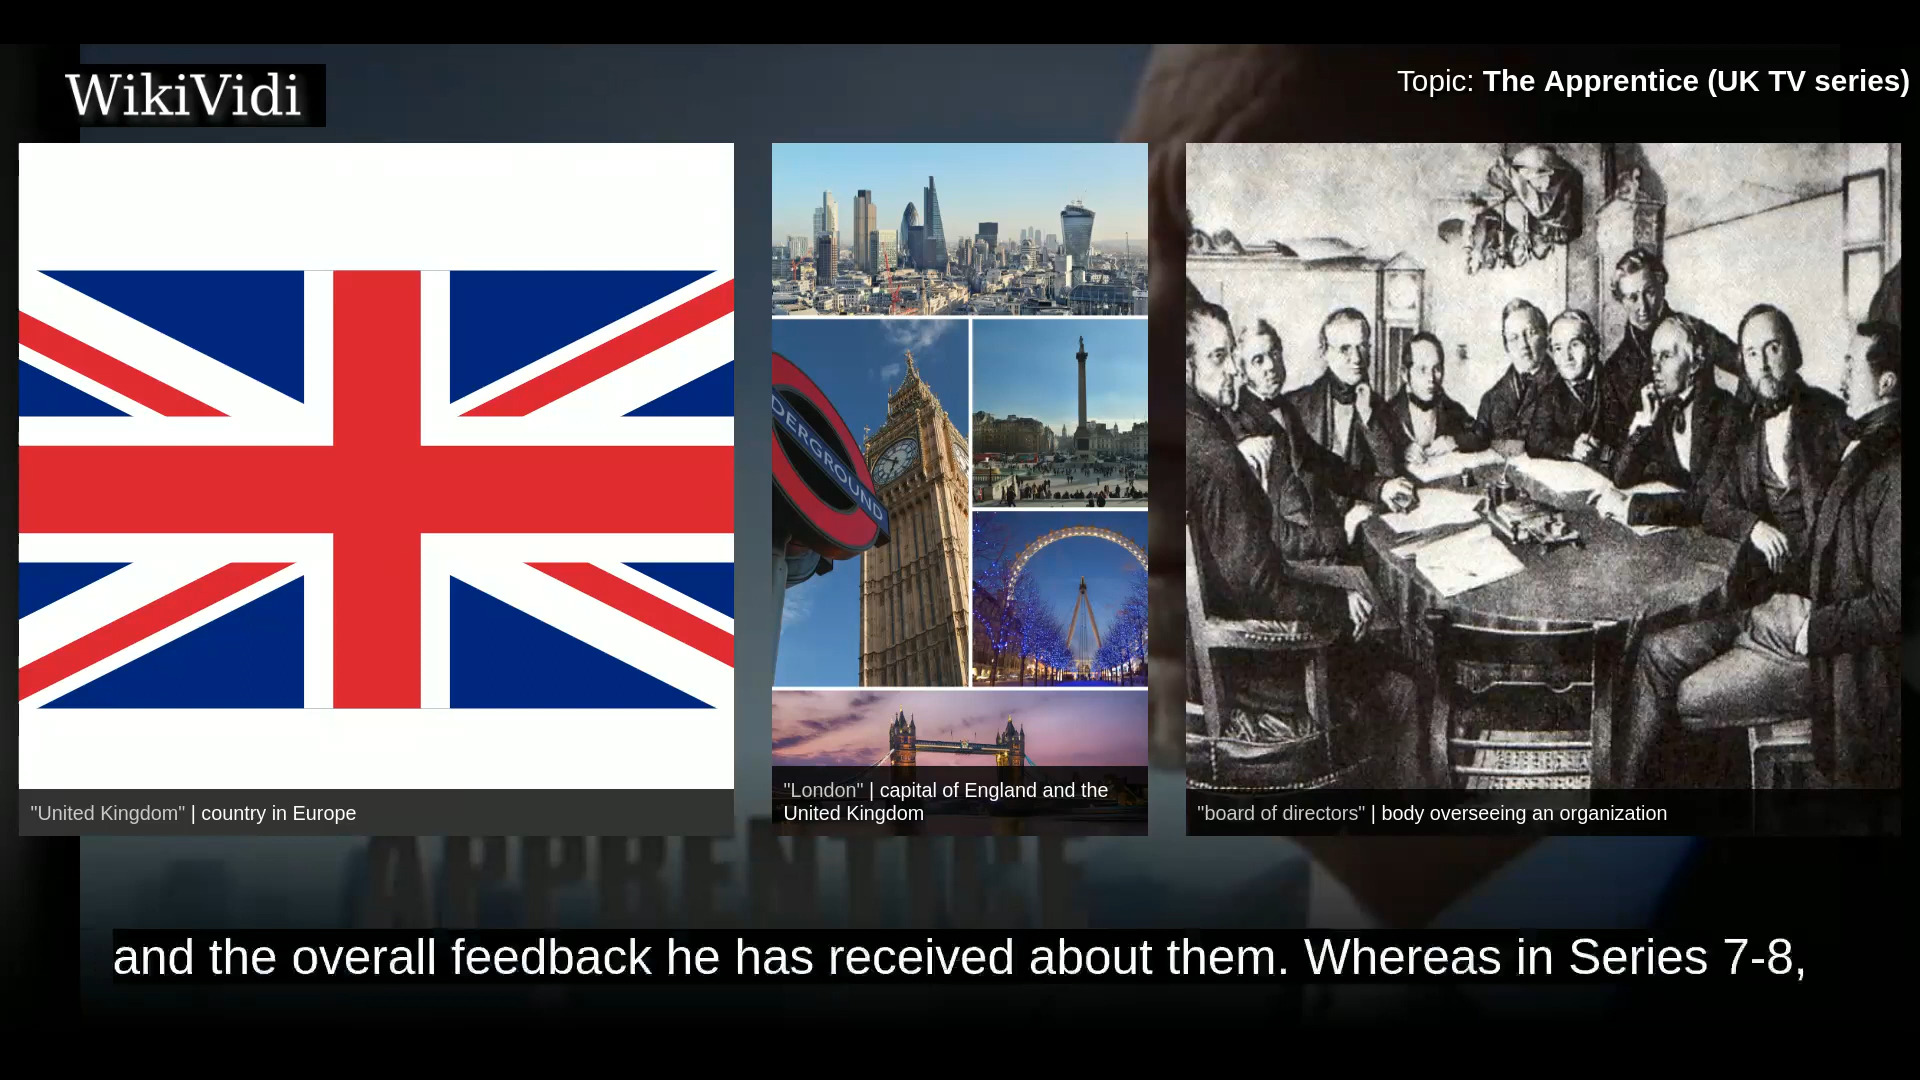 WikiVidi
Topic: The Apprentice (UK TV series)
DERGROUND
"United Kingdom" | country in Europe
"London" | capital of England and the
United Kingdom
"board of directors" | body overseeing an organization
APPRENTICE
and the overall feedback he has received about them. Whereas in Series 7-8,